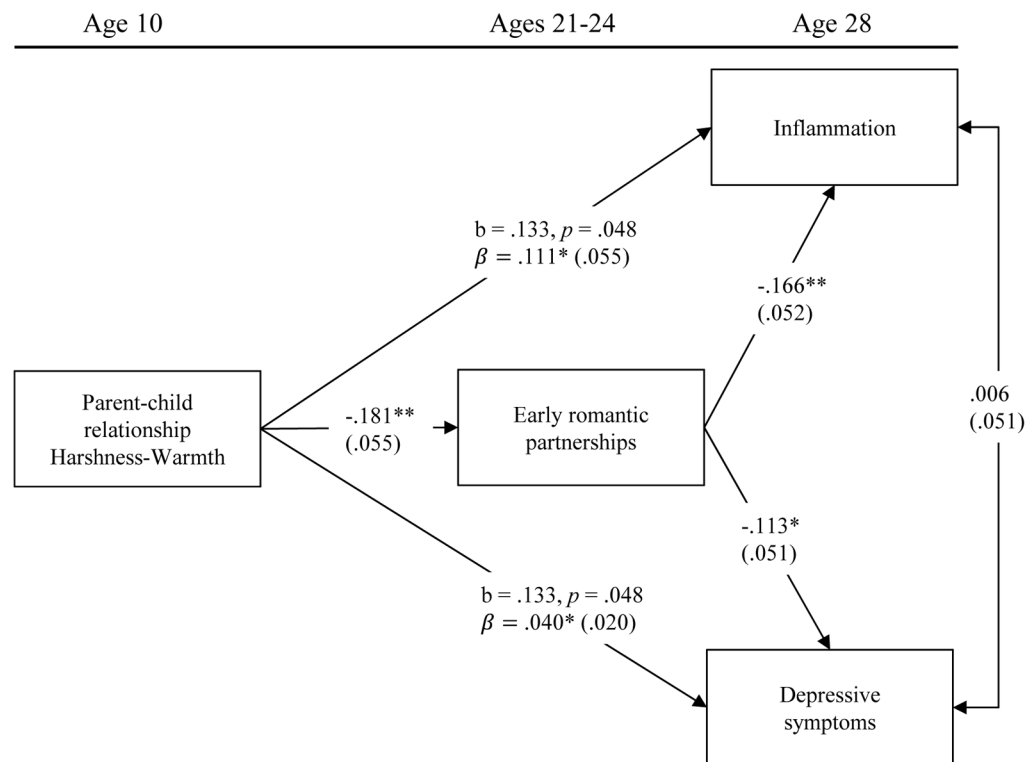 Age 10
Ages 21-24
Age 28
Inflammation
b = .133, p = .048
β = .111* (.055)
-.166**
(.052)
Parent-child
relationship
Harshness-Warmth
-.181**
(.055)
Early romantic
partnerships
.006
(.051)
-.113*
(.051)
b = .133, p = .048
β = .040* (.020)
Depressive
symptoms